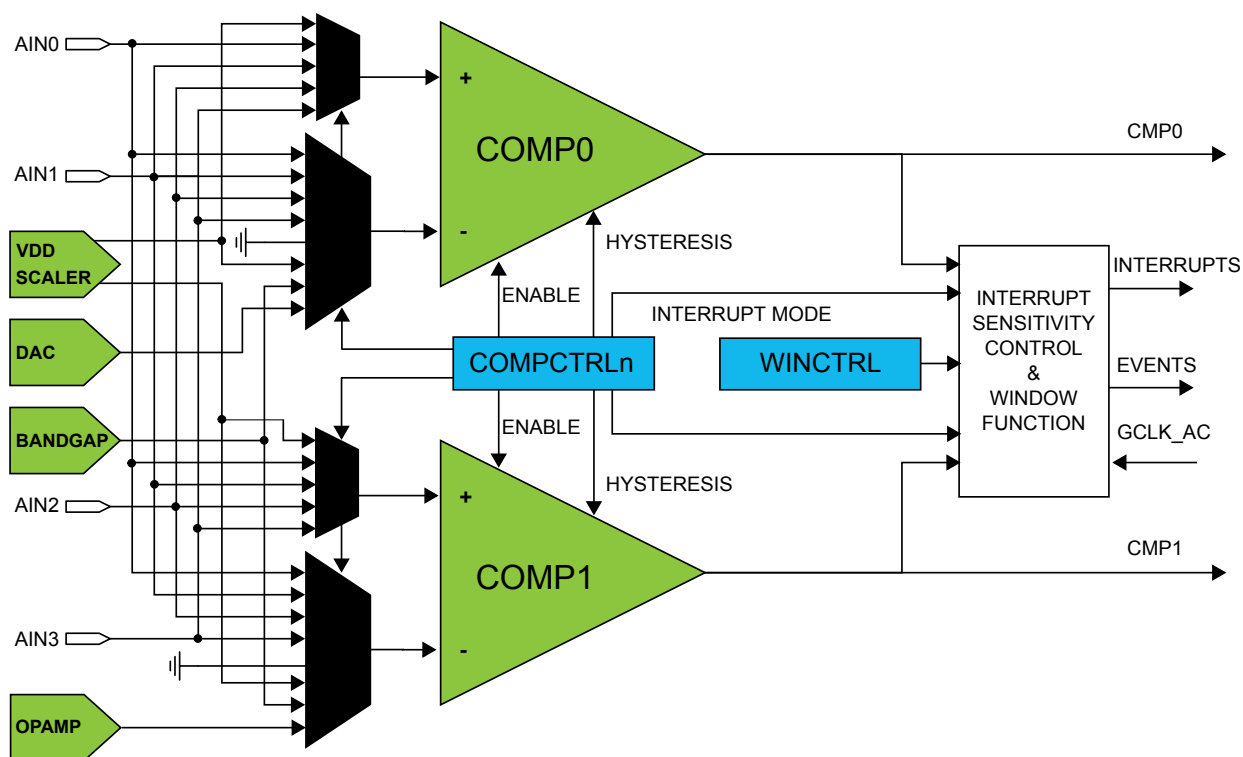 AIN0
+
COMP0
CMP0
AIN1
-
HYSTERESIS
VDD
SCALER
ENABLE
INTERRUPT MODE
INTERRUPT
SENSITIVITY
CONTROL
&
WINDOW
FUNCTION
INTERRUPTS
DAC
COMPCTRLn
WINCTRL
EVENTS
BANDGAP
ENABLE
GCLK_AC
HYSTERESIS
AIN2
+
COMP1
CMP1
AIN3
-
OPAMP